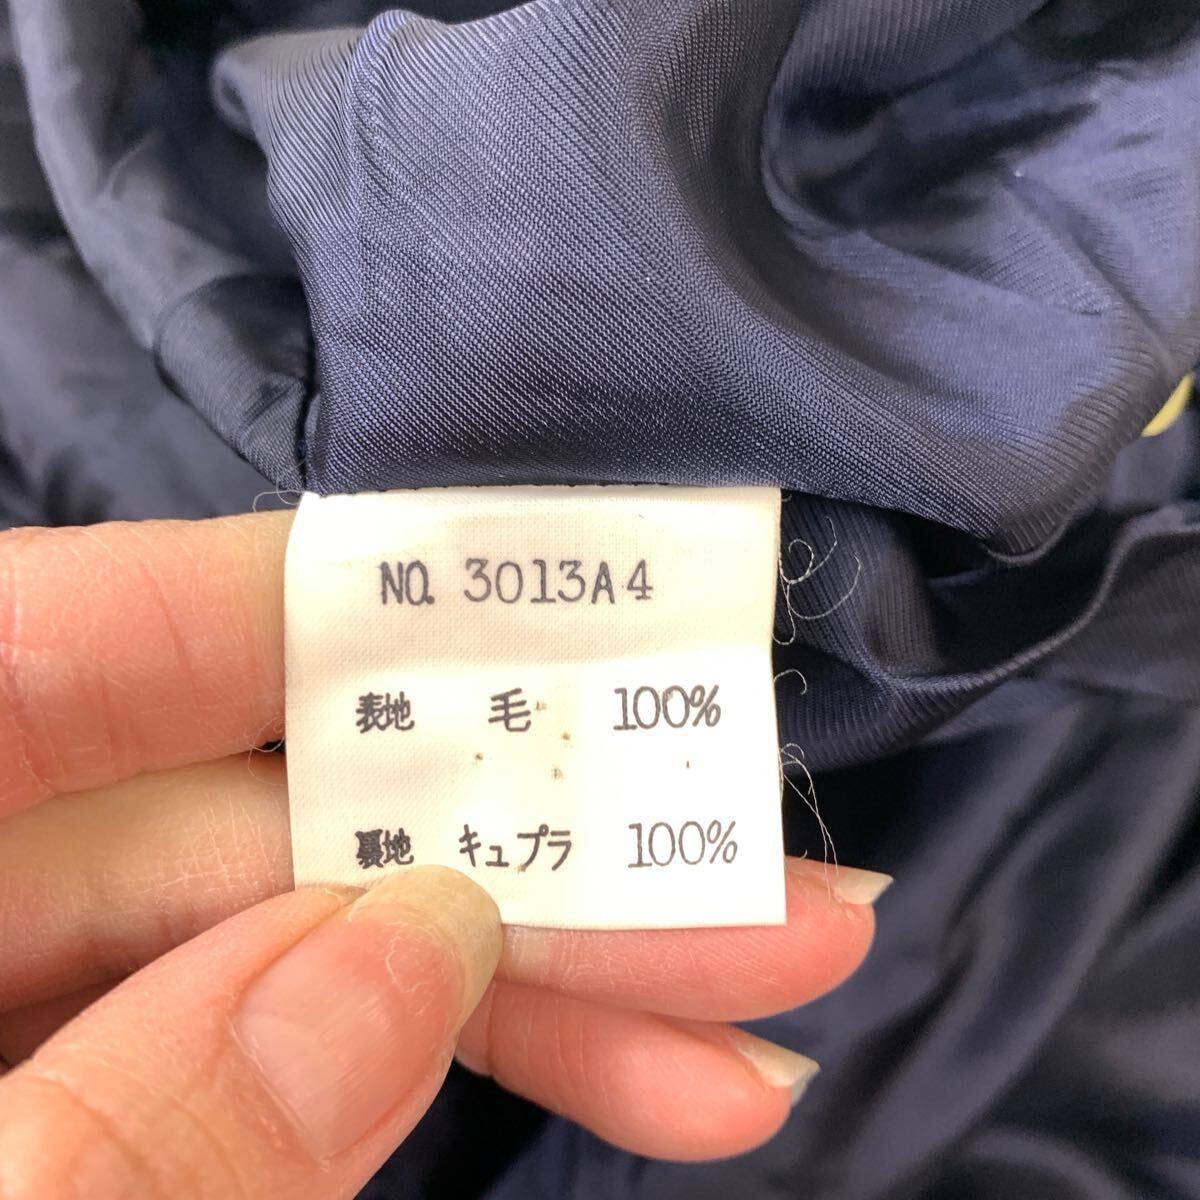 NO. 3013A4
表地 毛 100%
裏地 キュプラ 100%